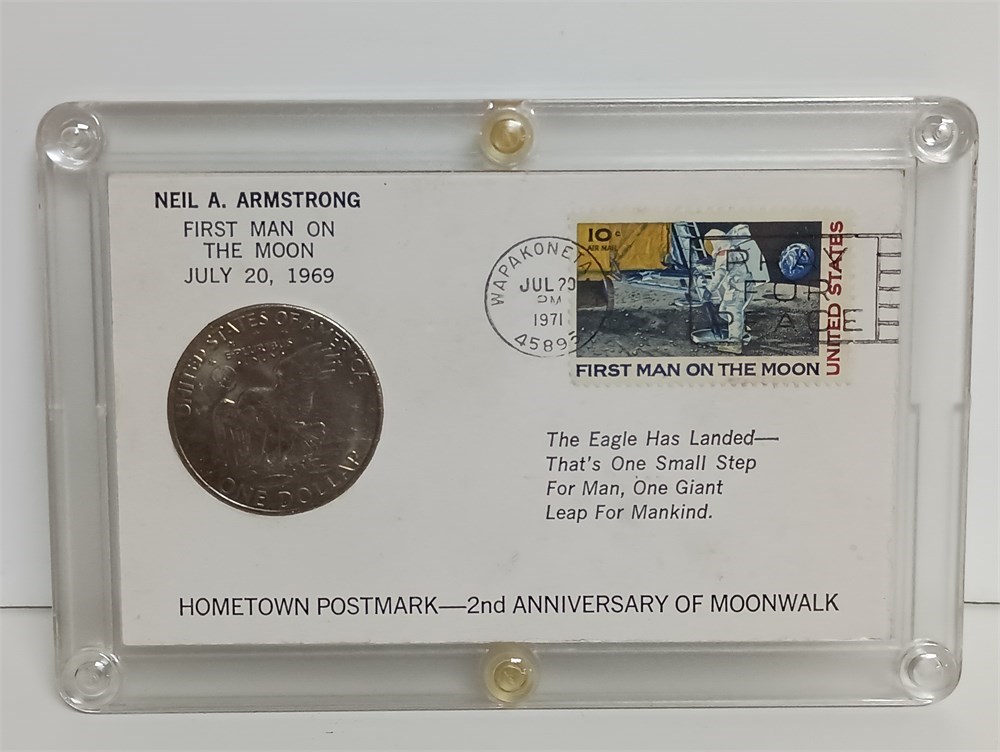 NEIL A. ARMSTRONG
FIRST MAN ON
THE MOON
JULY 20, 1969
UNITED STATES OF AMERICA
ONE DOLLAR
WAPAKONETA
JUL 20
PM
1971
4589
10c
AIR MAIL
UNITED STATES
FIRST MAN ON THE MOON
The Eagle Has Landed—
That's One Small Step
For Man, One Giant
Leap For Mankind.
HOMETOWN POSTMARK—2nd ANNIVERSARY OF MOONWALK